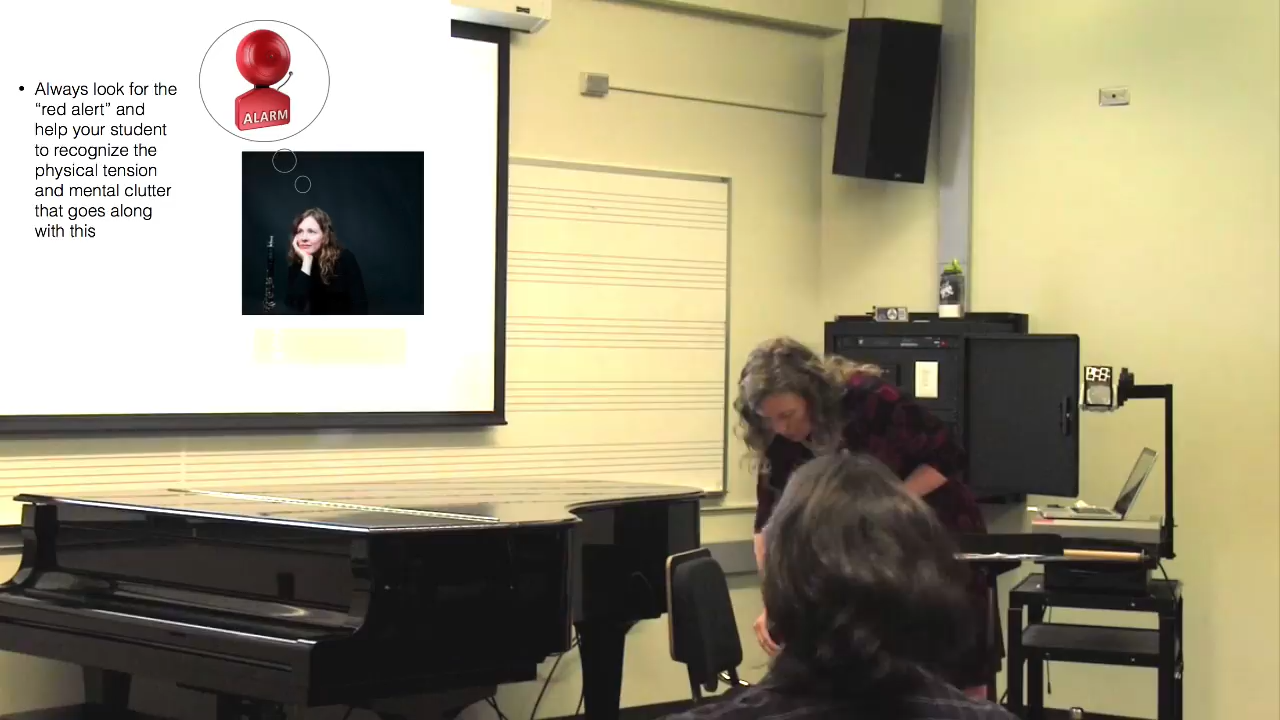 • Always look for the
“red alert” and
help your student
to recognize the
physical tension
and mental clutter
that goes along
with this
ALARM